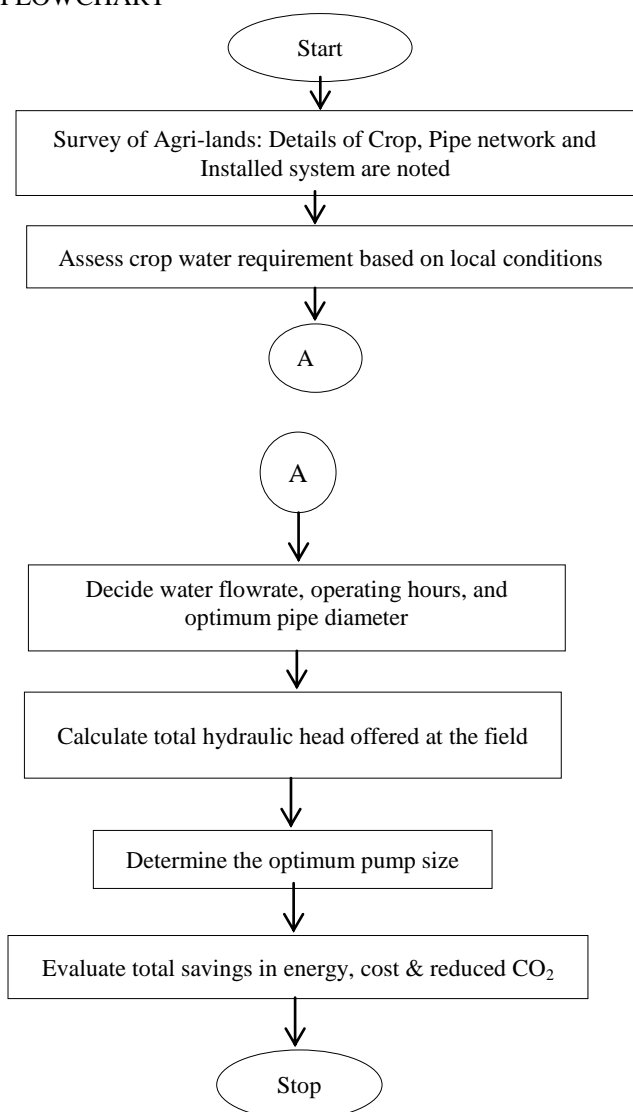 FLOWCHART
Start
Survey of Agri-lands: Details of Crop, Pipe network and
Installed system are noted
Assess crop water requirement based on local conditions
A
A
Decide water flowrate, operating hours, and
optimum pipe diameter
Calculate total hydraulic head offered at the field
Determine the optimum pump size
Evaluate total savings in energy, cost & reduced CO₂
Stop